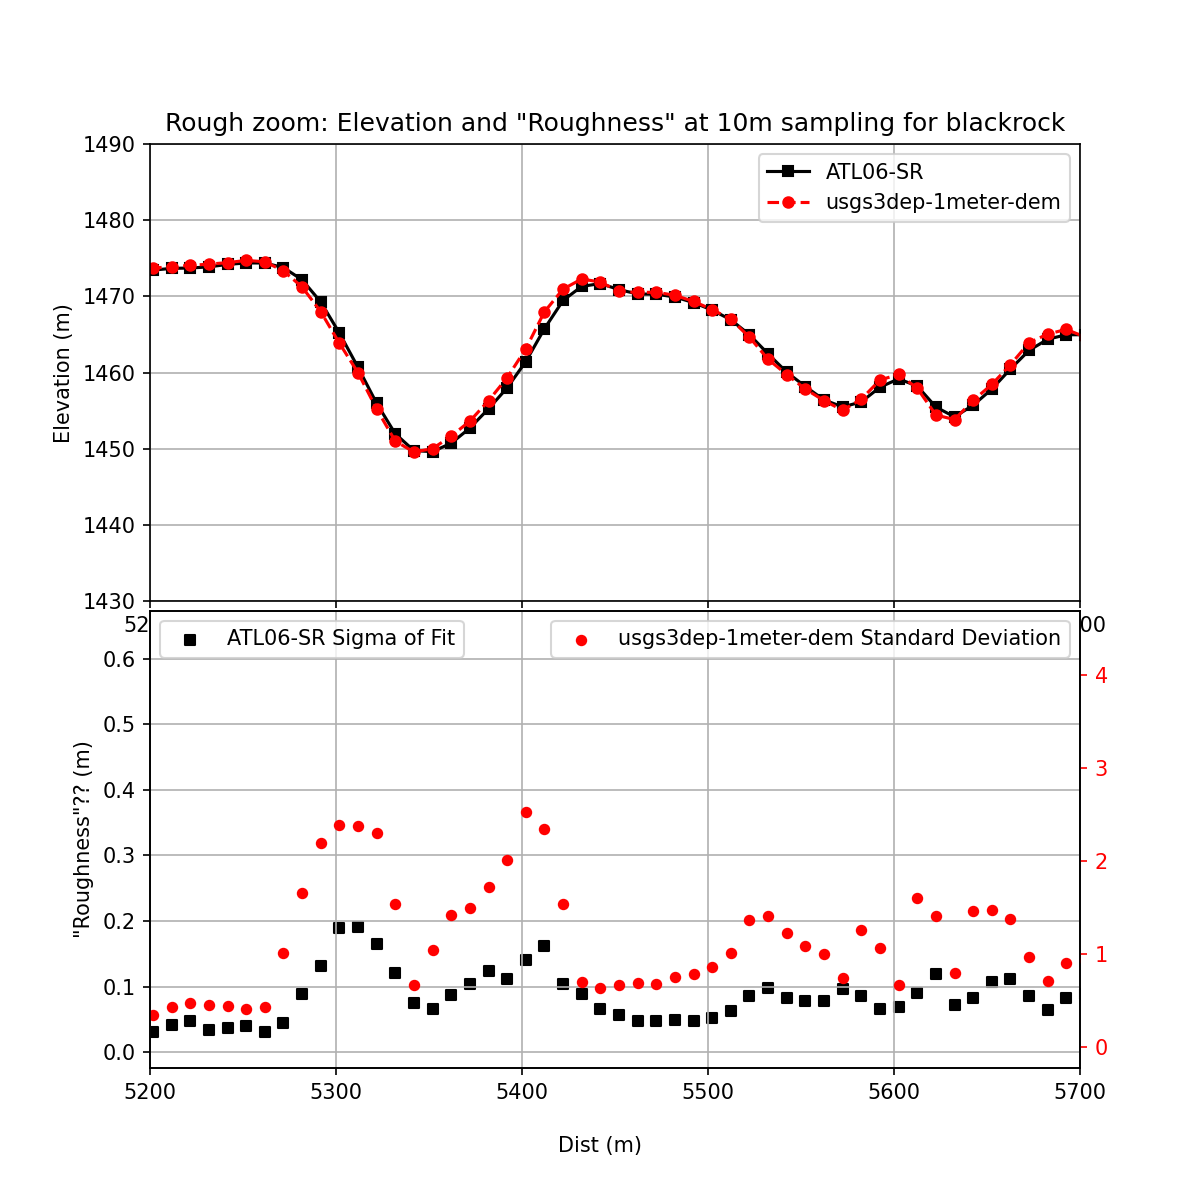 Rough zoom: Elevation and "Roughness" at 10m sampling for blackrock
1490
1480
1470
1460
1450
1440
1430
Elevation (m)
ATL06-SR
usgs3dep-1meter-dem
52
00
ATL06-SR Sigma of Fit
usgs3dep-1meter-dem Standard Deviation
0.6
0.5
0.4
0.3
0.2
0.1
0.0
"Roughness"?? (m)
4
3
2
1
0
5200 5300 5400 5500 5600 5700
Dist (m)